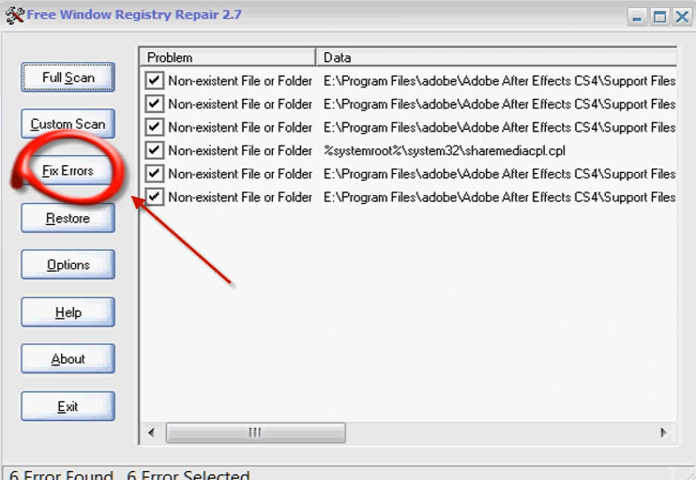 Free Window Registry Repair 2.7
Problem Data
Full Scan
Non-existent File or Folder E:\Program Files\adobe\Adobe After Effects CS4\Support Files
Non-existent File or Folder E:\Program Files\adobe\Adobe After Effects CS4\Support Files
Custom Scan
Non-existent File or Folder E:\Program Files\adobe\Adobe After Effects CS4\Support Files
Non-existent File or Folder %systemroot%\system32\sharemediacpl.cpl
Fix Errors
Non-existent File or Folder E:\Program Files\adobe\Adobe After Effects CS4\Support Files
Non-existent File or Folder E:\Program Files\adobe\Adobe After Effects CS4\Support Files
Restore
Options
Help
About
Exit
6 Error Found 6 Error Selected